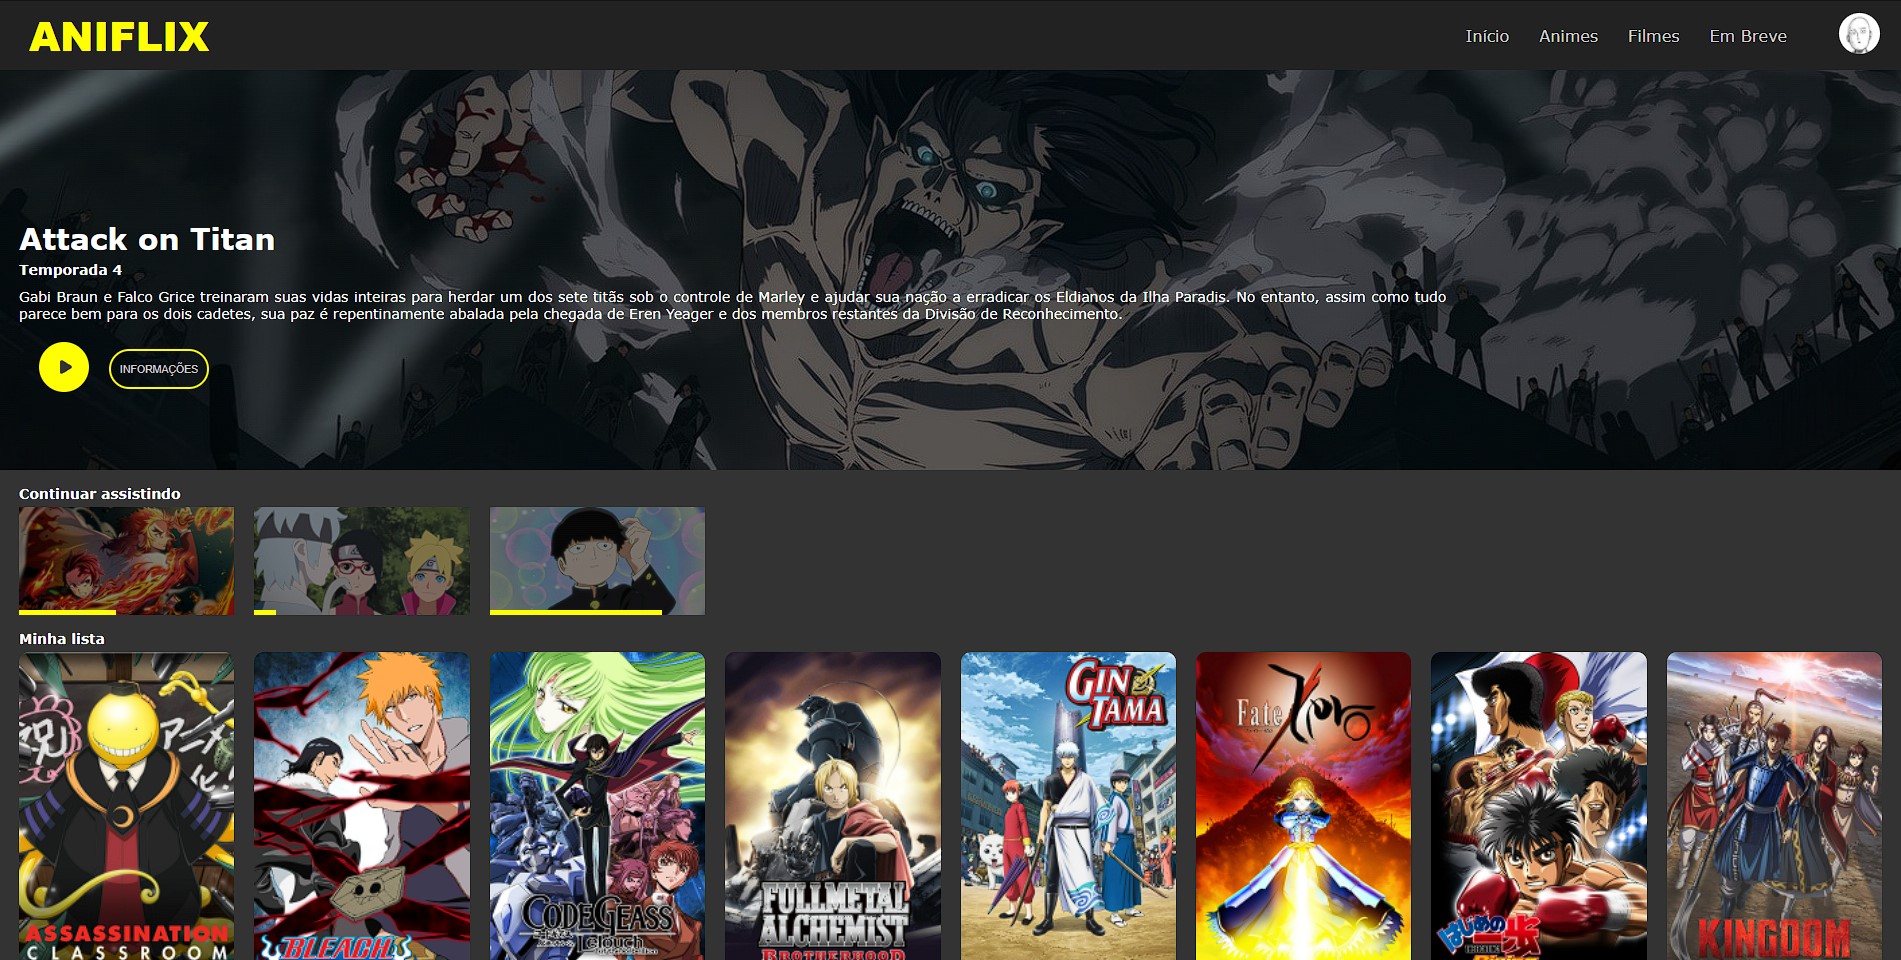 ANIFLIX
Início Animes Filmes Em Breve
Attack on Titan
Temporada 4
Gabi Braun e Falco Grice treinaram suas vidas inteiras para herdar um dos sete titãs sob o controle de Marley e ajudar sua nação a erradicar os Eldianos da Ilha Paradis. No entanto, assim como tudo
parece bem para os dois cadetes, sua paz é repentinamente abalada pela chegada de Eren Yeager e dos membros restantes da Divisão de Reconhecimento.
INFORMAÇÕES
Continuar assistindo
Minha lista
ASSASSINATION
CLASSROOM
BLEACH
CODE GEASS
Lelouch
FULLMETAL
ALCHEMIST
BROTHERHOOD
GIN
TAMA
Fate
はじめの一歩
KINGDOM